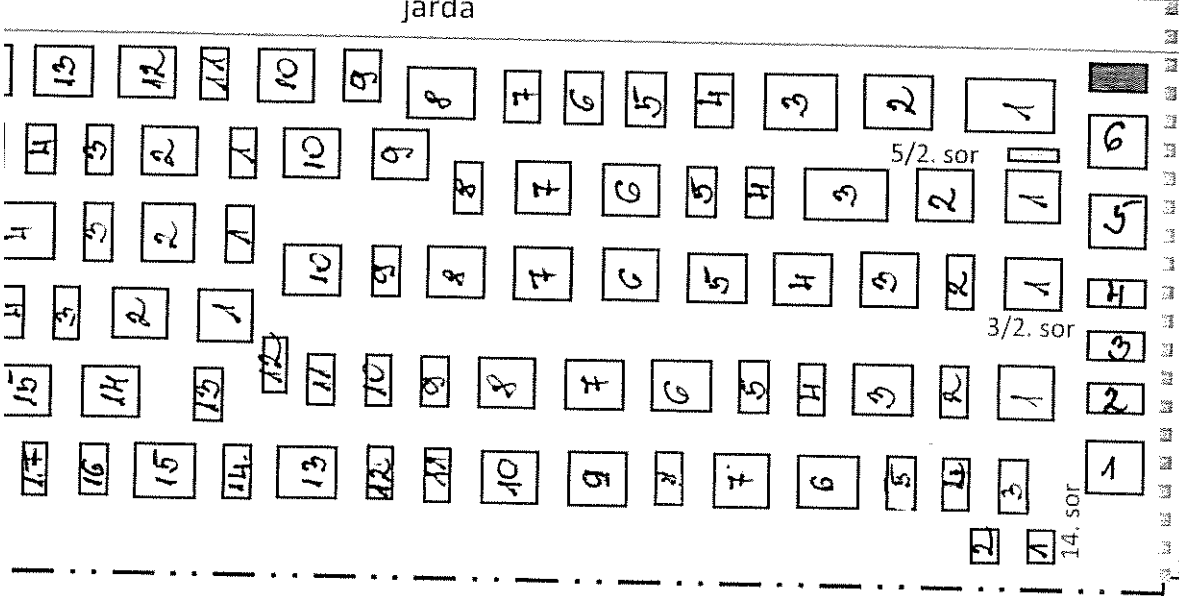 járda
13 12 11 10 9 8 7 6 5 4 3 2 1
4 3 2 1 10 9 8 7 6 5 4 3 2 1
5/2. sor
4 3 2 1 10 9 8 7 6 5 4 3 2 1
3/2. sor
4 3 2 1
15 14 13 12 11 10 9 8 7 6 5 4 3 2 1
17 16 15 14. 13 12 11 10 9 8 7 6 5 4 3
2 1
14. sor
6
5
4
3
2
1